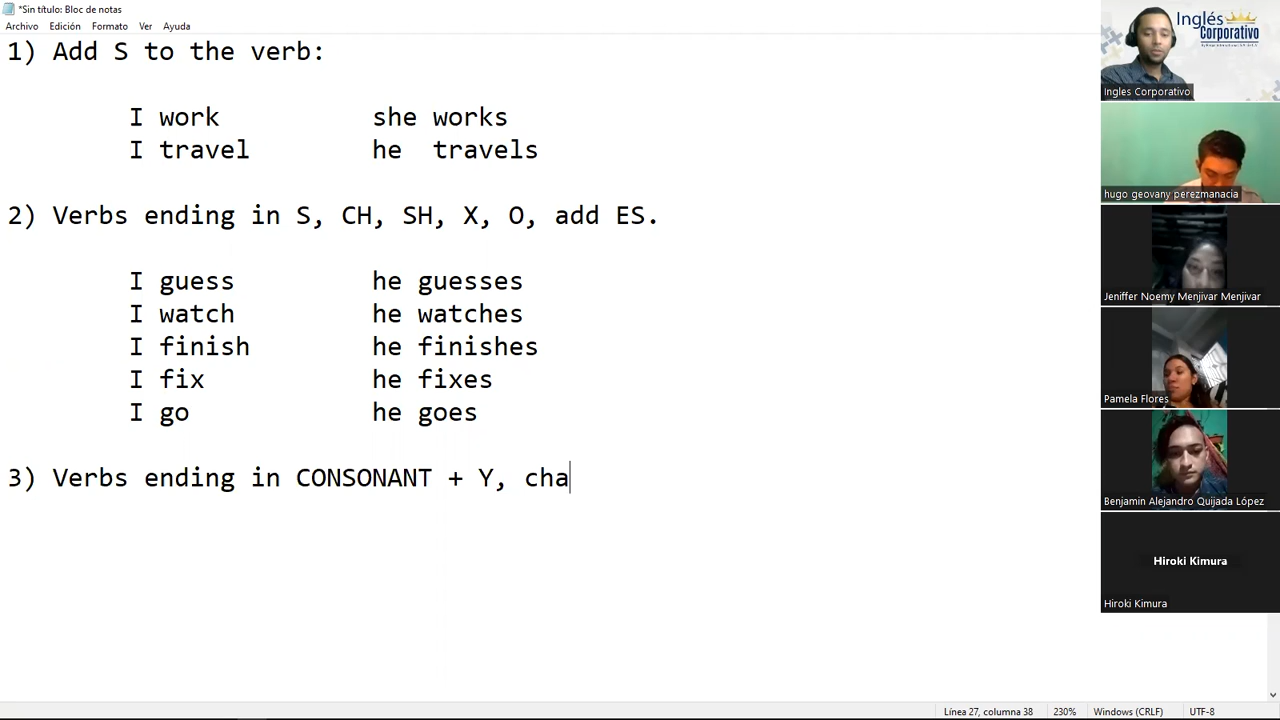 *Sin título: Bloc de notas
Archivo Edición Formato Ver Ayuda
1) Add S to the verb:
I work she works
I travel he travels
2) Verbs ending in S, CH, SH, X, O, add ES.
I guess he guesses
I watch he watches
I finish he finishes
I fix he fixes
I go he goes
3) Verbs ending in CONSONANT + Y, cha
Inglés
Corporativo
Ingles Corporativo
hugo geovany perezmanacia
Jeniffer Noemy Menjivar Menjivar
Pamela Flores
Benjamin Alejandro Quijada López
Hiroki Kimura
Hiroki Kimura
Línea 27, columna 38 230% Windows (CRLF) UTF-8